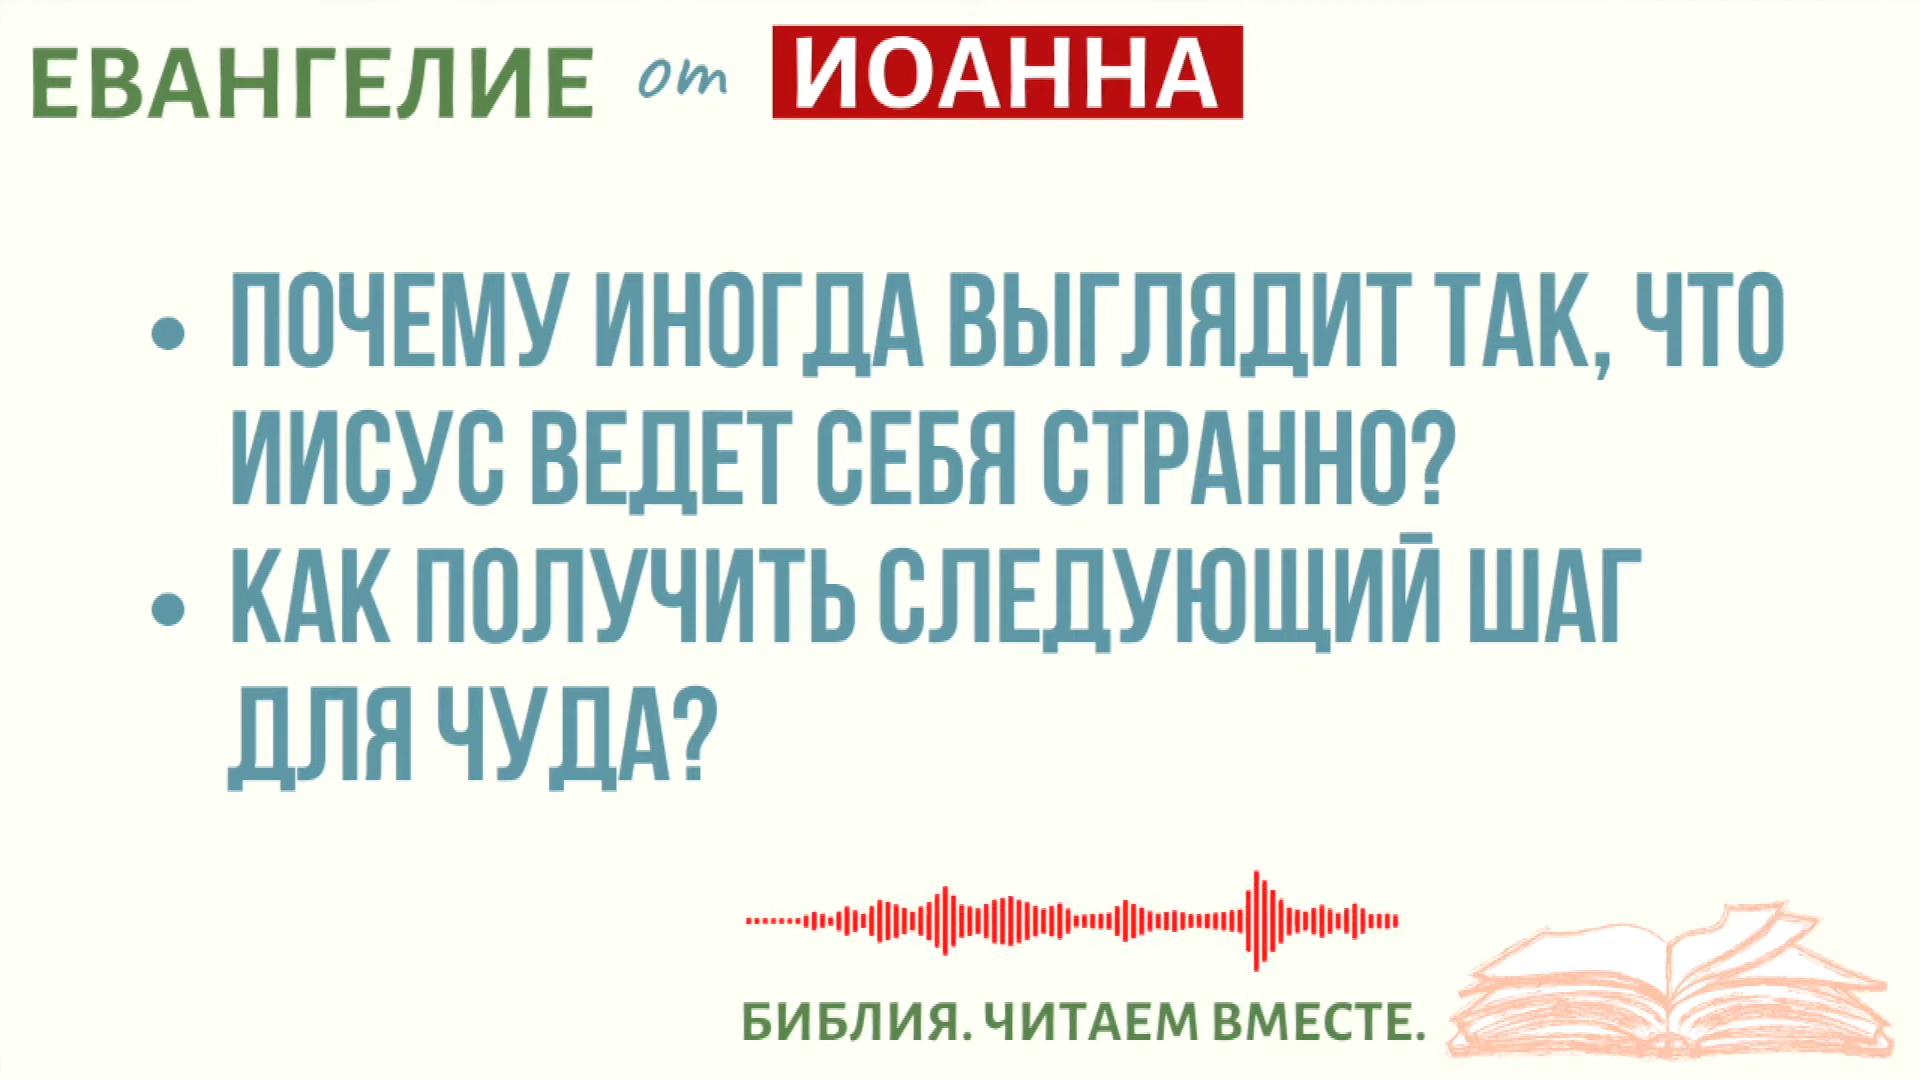 ЕВАНГЕЛИЕ от ИОАННА
• ПОЧЕМУ ИНОГДА ВЫГЛЯДИТ ТАК, ЧТО
ИИСУС ВЕДЕТ СЕБЯ СТРАННО?
• КАК ПОЛУЧИТЬ СЛЕДУЮЩИЙ ШАГ
ДЛЯ ЧУДА?
БИБЛИЯ. ЧИТАЕМ ВМЕСТЕ.